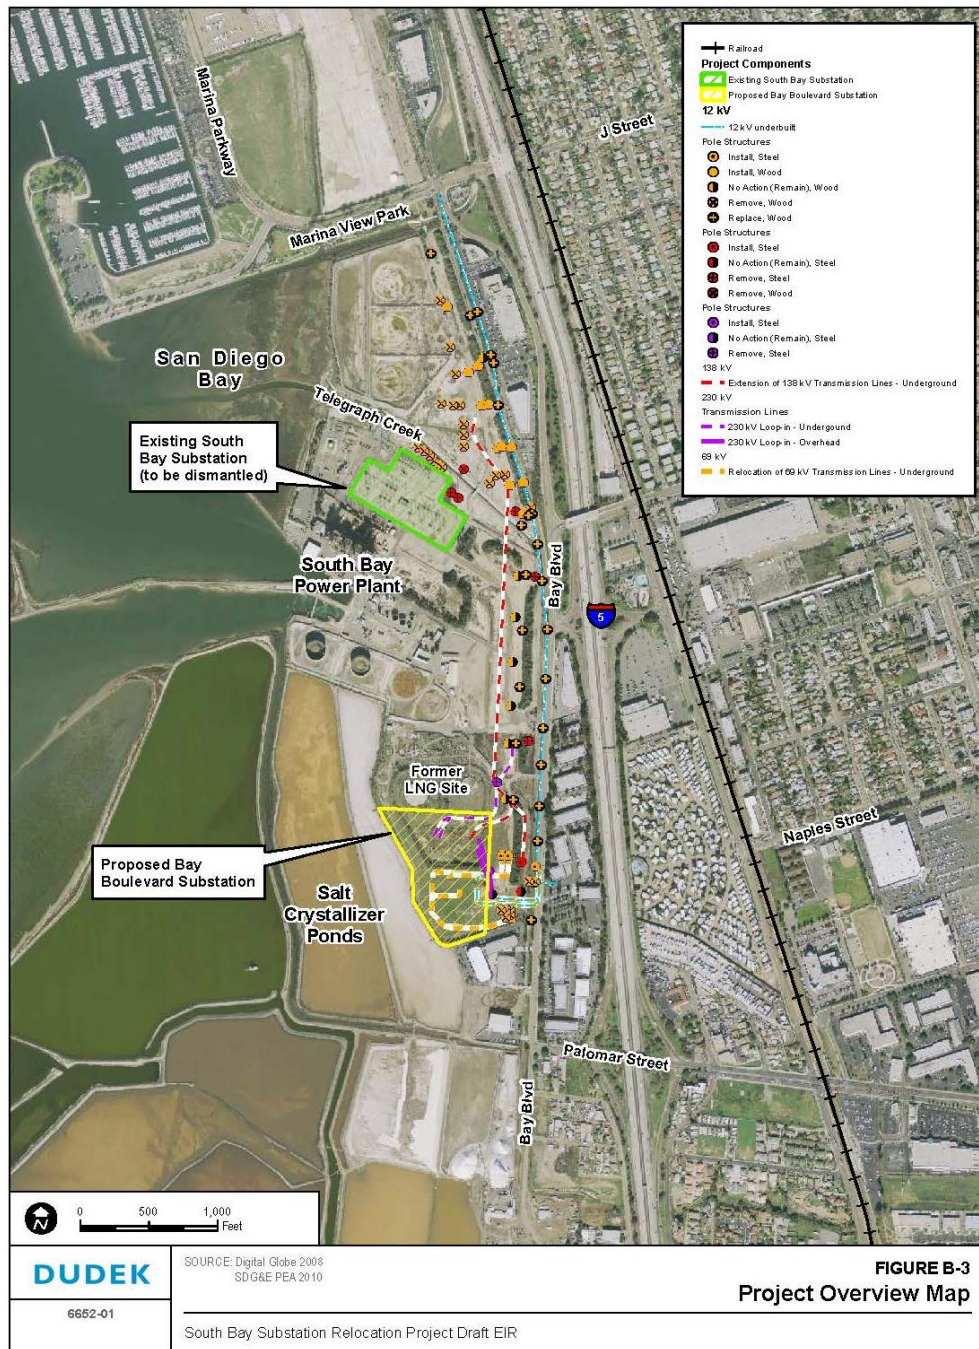 Railroad
Project Components
Existing South Bay Substation
Proposed Bay Boulevard Substation
12 kV
12 kV underbuilt
Pole Structures
Install, Steel
Install, Wood
No Action (Remain), Wood
Remove, Wood
Replace, Wood
Pole Structures
Install, Steel
No Action (Remain), Steel
Remove, Steel
Remove, Wood
Pole Structures
Install, Steel
No Action (Remain), Steel
Remove, Steel
138 kV
Extension of 138 kV Transmission Lines - Underground
230 kV
Transmission Lines
230 kV Loop-in - Underground
230 kV Loop-in - Overhead
69 kV
Relocation of 69 kV Transmission Lines - Underground
Marina Parkway
J Street
Marina View Park
San Diego
Bay
Telegraph Creek
Existing South
Bay Substation
(to be dismantled)
South Bay
Power Plant
Bay Blvd
5
Former
LNG Site
Naples Street
Proposed Bay
Boulevard Substation
Salt
Crystallizer
Ponds
Palomar Street
Bay Blvd
N
0 500 1,000
Feet
DUDEK
6652-01
SOURCE: Digital Globe 2008
SDG&E PEA 2010
FIGURE B-3
Project Overview Map
South Bay Substation Relocation Project Draft EIR